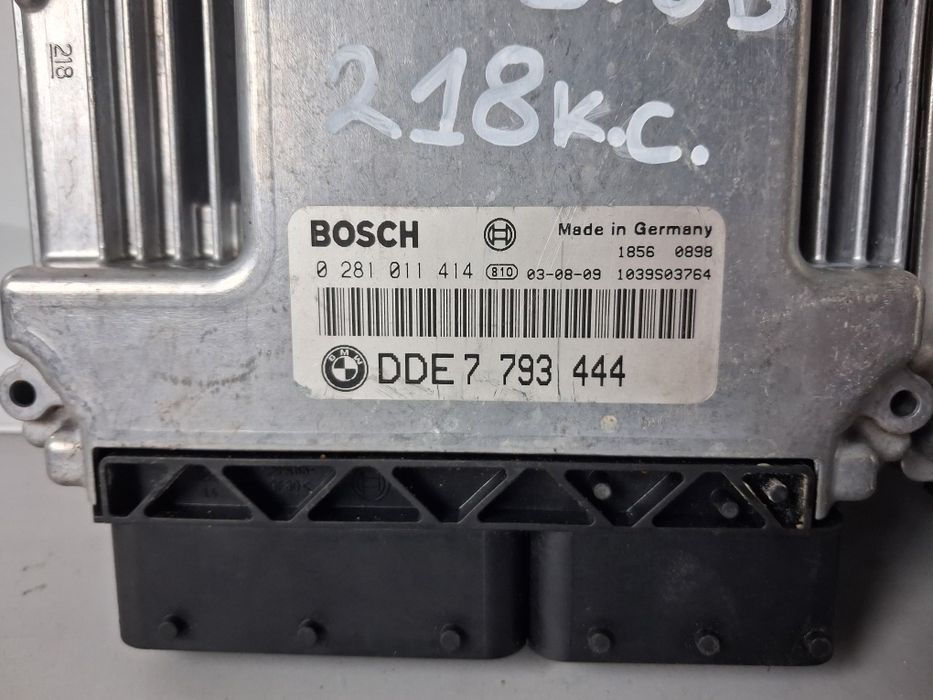 218
218к.с.
BOSCH
Made in Germany
1856 0898
0 281 011 414 810 03-08-09 1039S03764
BMW
DDE 7 793 444